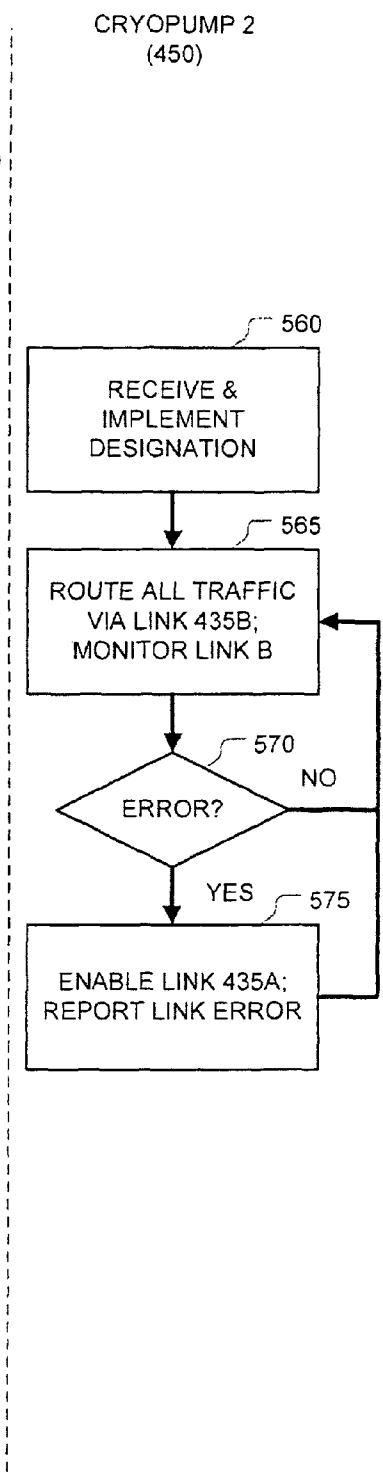 CRYOPUMP 2
(450)
560
RECEIVE &
IMPLEMENT
DESIGNATION
565
ROUTE ALL TRAFFIC
VIA LINK 435B;
MONITOR LINK B
570
ERROR?
NO
YES
575
ENABLE LINK 435A;
REPORT LINK ERROR